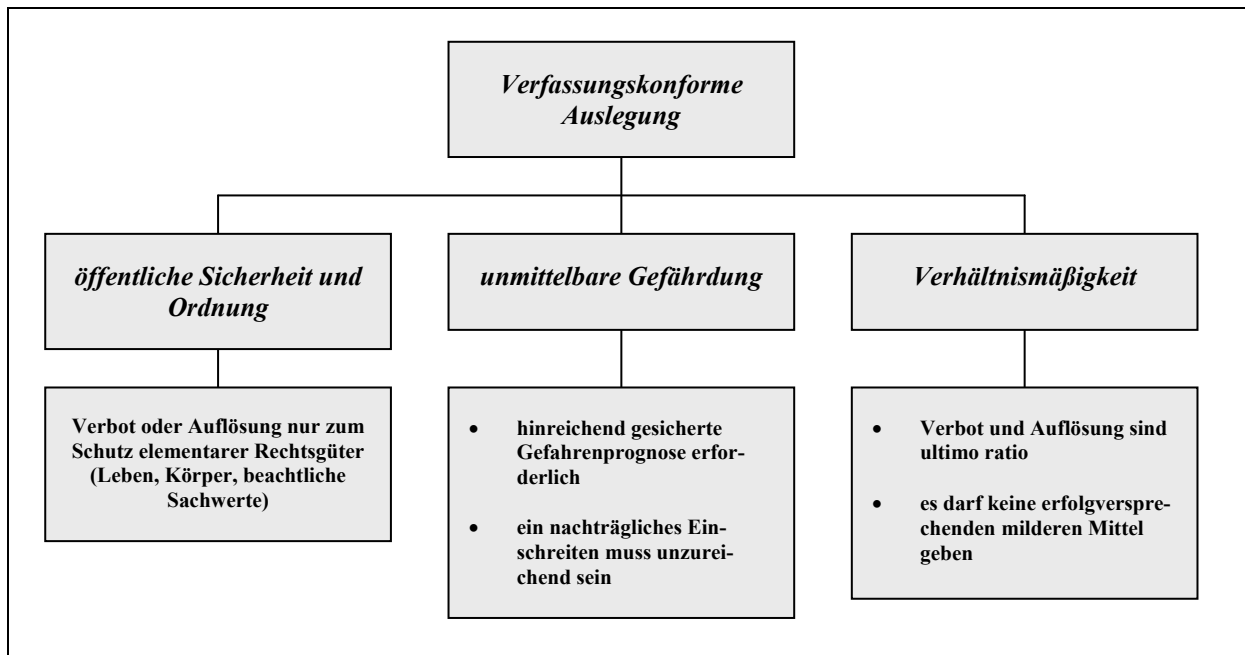 Verfassungskonforme
Auslegung
öffentliche Sicherheit und
Ordnung
unmittelbare Gefährdung
Verhältnismäßigkeit
Verbot oder Auflösung nur zum
Schutz elementarer Rechtsgüter
(Leben, Körper, beachtliche
Sachwerte)
• hinreichend gesicherte
Gefahrenprognose erfor-
derlich
• ein nachträgliches Ein-
schreiten muss unzurei-
chend sein
• Verbot und Auflösung sind
ultimo ratio
• es darf keine erfolgverspre-
chenden milderen Mittel
geben